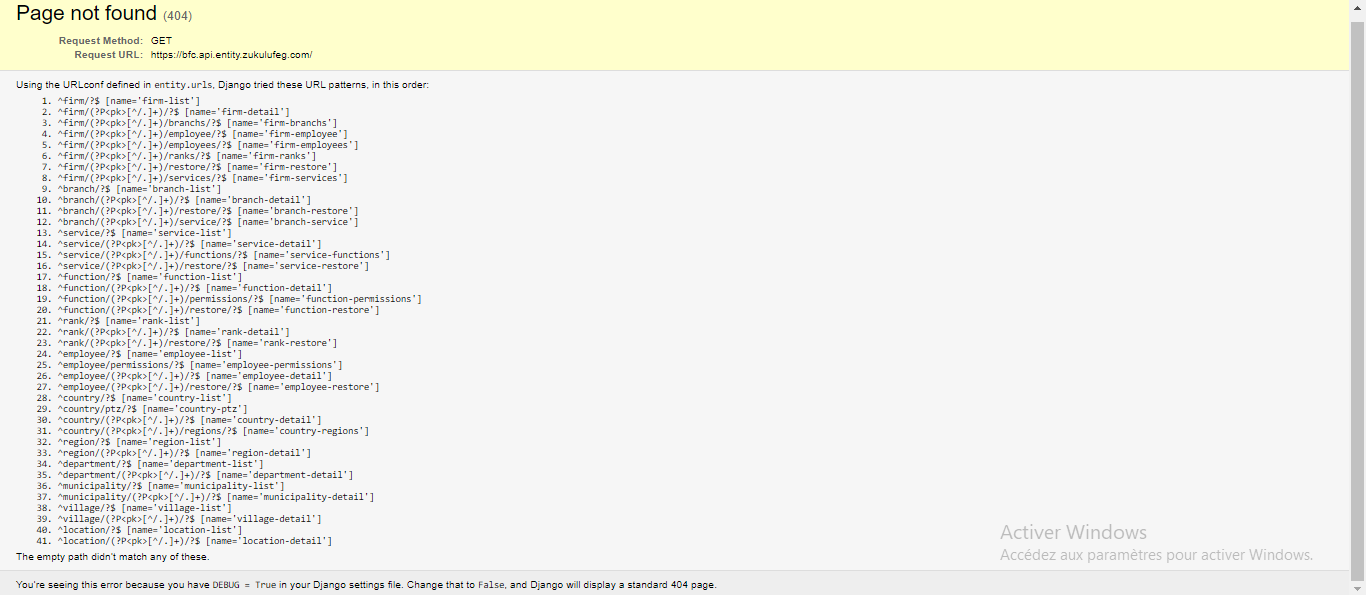 Page not found (404)
Request Method: GET
Request URL: https://bfc.api.entity.zukulufeg.com/
Using the URLconf defined in entity.urls, Django tried these URL patterns, in this order:
1. ^firm/?$ [name='firm-list']
2. ^firm/(?P<pk>[^/.]+)/?$ [name='firm-detail']
3. ^firm/(?P<pk>[^/.]+)/branchs/?$ [name='firm-branchs']
4. ^firm/(?P<pk>[^/.]+)/employee/?$ [name='firm-employee']
5. ^firm/(?P<pk>[^/.]+)/employees/?$ [name='firm-employees']
6. ^firm/(?P<pk>[^/.]+)/ranks/?$ [name='firm-ranks']
7. ^firm/(?P<pk>[^/.]+)/restore/?$ [name='firm-restore']
8. ^firm/(?P<pk>[^/.]+)/services/?$ [name='firm-services']
9. ^branch/?$ [name='branch-list']
10. ^branch/(?P<pk>[^/.]+)/?$ [name='branch-detail']
11. ^branch/(?P<pk>[^/.]+)/restore/?$ [name='branch-restore']
12. ^branch/(?P<pk>[^/.]+)/service/?$ [name='branch-service']
13. ^service/?$ [name='service-list']
14. ^service/(?P<pk>[^/.]+)/?$ [name='service-detail']
15. ^service/(?P<pk>[^/.]+)/functions/?$ [name='service-functions']
16. ^service/(?P<pk>[^/.]+)/restore/?$ [name='service-restore']
17. ^function/?$ [name='function-list']
18. ^function/(?P<pk>[^/.]+)/?$ [name='function-detail']
19. ^function/(?P<pk>[^/.]+)/permissions/?$ [name='function-permissions']
20. ^function/(?P<pk>[^/.]+)/restore/?$ [name='function-restore']
21. ^rank/?$ [name='rank-list']
22. ^rank/(?P<pk>[^/.]+)/?$ [name='rank-detail']
23. ^rank/(?P<pk>[^/.]+)/restore/?$ [name='rank-restore']
24. ^employee/?$ [name='employee-list']
25. ^employee/permissions/?$ [name='employee-permissions']
26. ^employee/(?P<pk>[^/.]+)/?$ [name='employee-detail']
27. ^employee/(?P<pk>[^/.]+)/restore/?$ [name='employee-restore']
28. ^country/?$ [name='country-list']
29. ^country/ptz/?$ [name='country-ptz']
30. ^country/(?P<pk>[^/.]+)/?$ [name='country-detail']
31. ^country/(?P<pk>[^/.]+)/regions/?$ [name='country-regions']
32. ^region/?$ [name='region-list']
33. ^region/(?P<pk>[^/.]+)/?$ [name='region-detail']
34. ^department/?$ [name='department-list']
35. ^department/(?P<pk>[^/.]+)/?$ [name='department-detail']
36. ^municipality/?$ [name='municipality-list']
37. ^municipality/(?P<pk>[^/.]+)/?$ [name='municipality-detail']
38. ^village/?$ [name='village-list']
39. ^village/(?P<pk>[^/.]+)/?$ [name='village-detail']
40. ^location/?$ [name='location-list']
41. ^location/(?P<pk>[^/.]+)/?$ [name='location-detail']
The empty path didn't match any of these.
Activer Windows
Accédez aux paramètres pour activer Windows.
You're seeing this error because you have DEBUG = True in your Django settings file. Change that to False, and Django will display a standard 404 page.